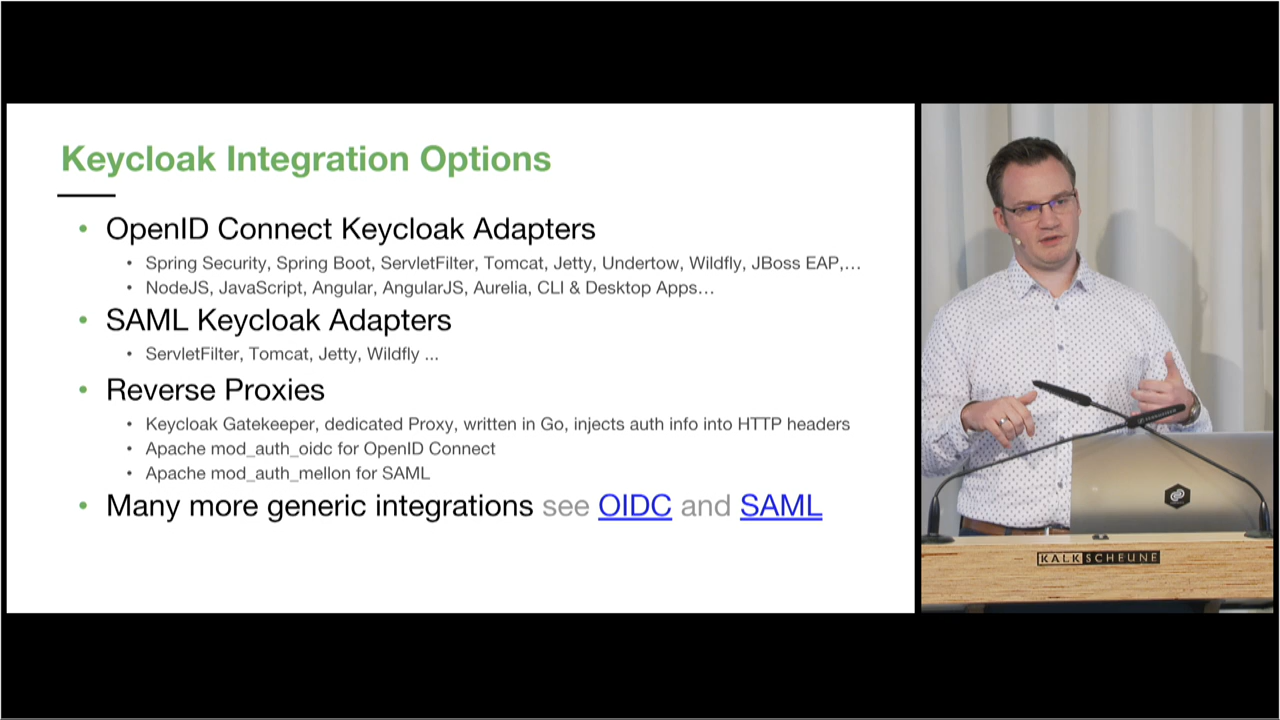 Keycloak Integration Options
• OpenID Connect Keycloak Adapters
• Spring Security, Spring Boot, ServletFilter, Tomcat, Jetty, Undertow, Wildfly, JBoss EAP,…
• NodeJS, JavaScript, Angular, AngularJS, Aurelia, CLI & Desktop Apps…
• SAML Keycloak Adapters
• ServletFilter, Tomcat, Jetty, Wildfly ...
• Reverse Proxies
• Keycloak Gatekeeper, dedicated Proxy, written in Go, injects auth info into HTTP headers
• Apache mod_auth_oidc for OpenID Connect
• Apache mod_auth_mellon for SAML
• Many more generic integrations see OIDC and SAML
KALKSCHEUNE